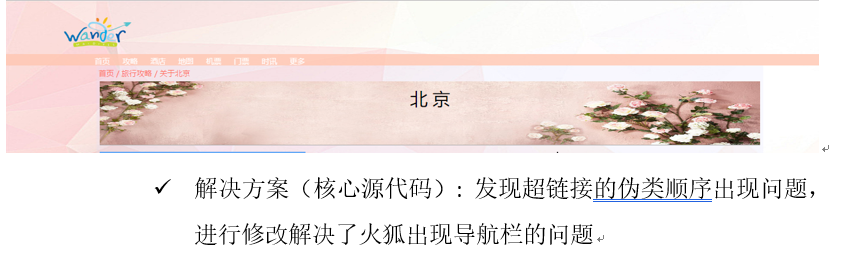 Wander
首页 攻略 酒店 地图 机票 门票 时讯 更多
首页 / 旅行攻略 / 关于北京
北京
✓ 解决方案（核心源代码）：发现超链接的伪类顺序出现问题，
进行修改解决了火狐出现导航栏的问题